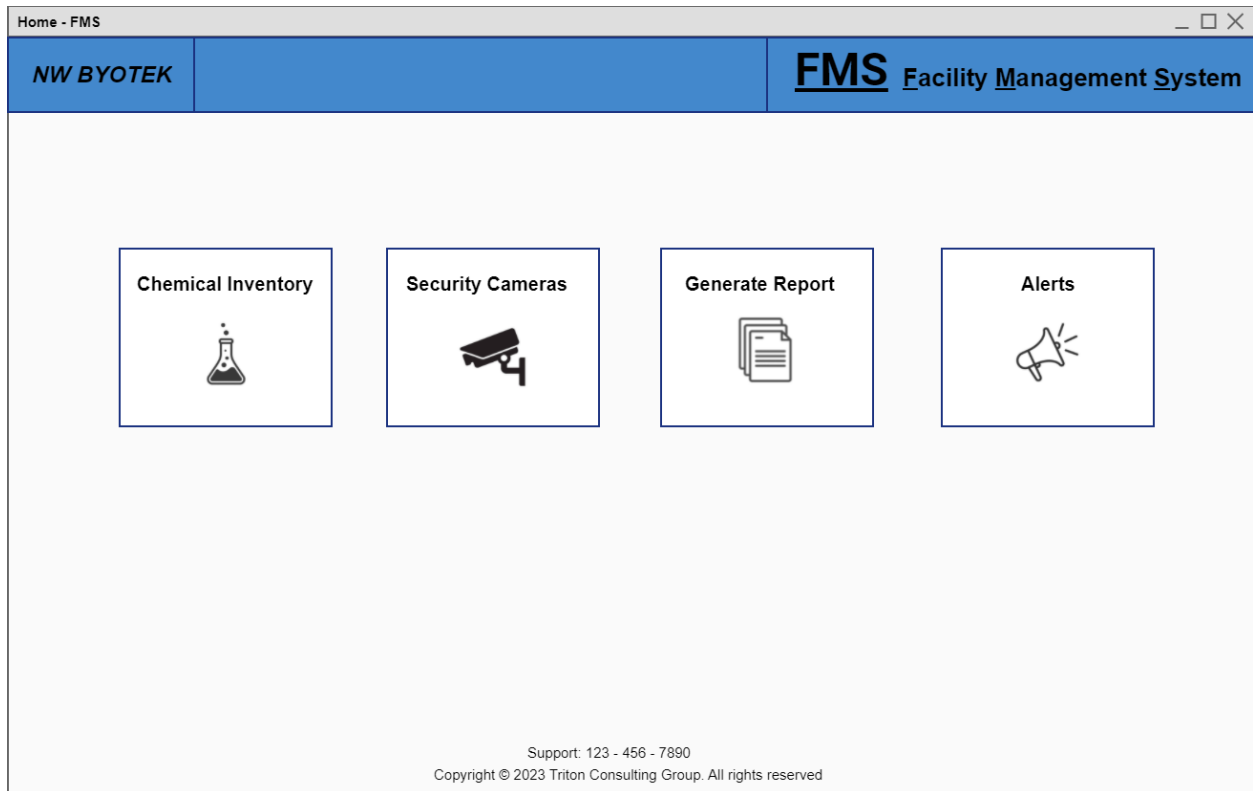 Home - FMS
NW BYOTEK
FMS Facility Management System
Chemical Inventory
Security Cameras
Generate Report
Alerts
Support: 123 - 456 - 7890
Copyright © 2023 Triton Consulting Group. All rights reserved